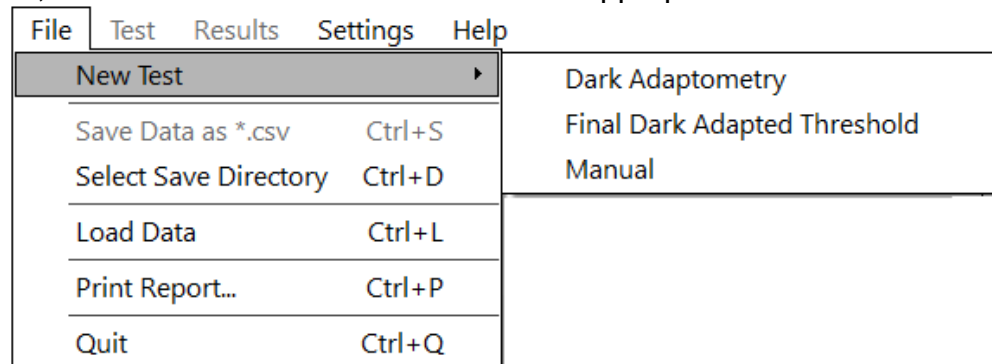 File Test Results Settings Help
New Test
Dark Adaptometry
Save Data as *.csv Ctrl+S
Final Dark Adapted Threshold
Select Save Directory Ctrl+D
Manual
Load Data Ctrl+L
Print Report... Ctrl+P
Quit Ctrl+Q